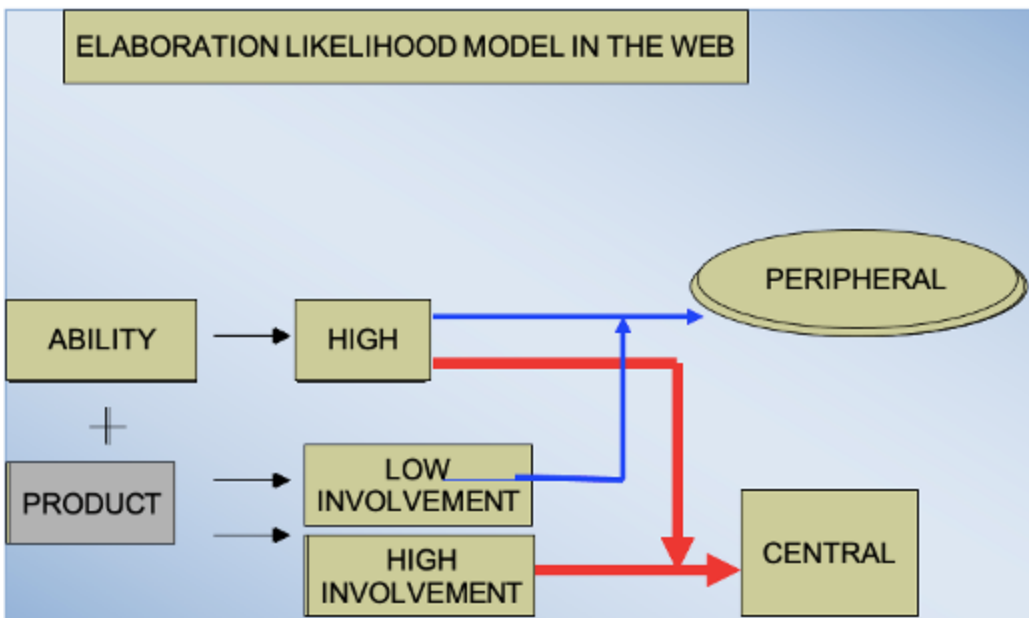 ELABORATION LIKELIHOOD MODEL IN THE WEB
PERIPHERAL
ABILITY
HIGH
PRODUCT
LOW
INVOLVEMENT
HIGH
INVOLVEMENT
CENTRAL